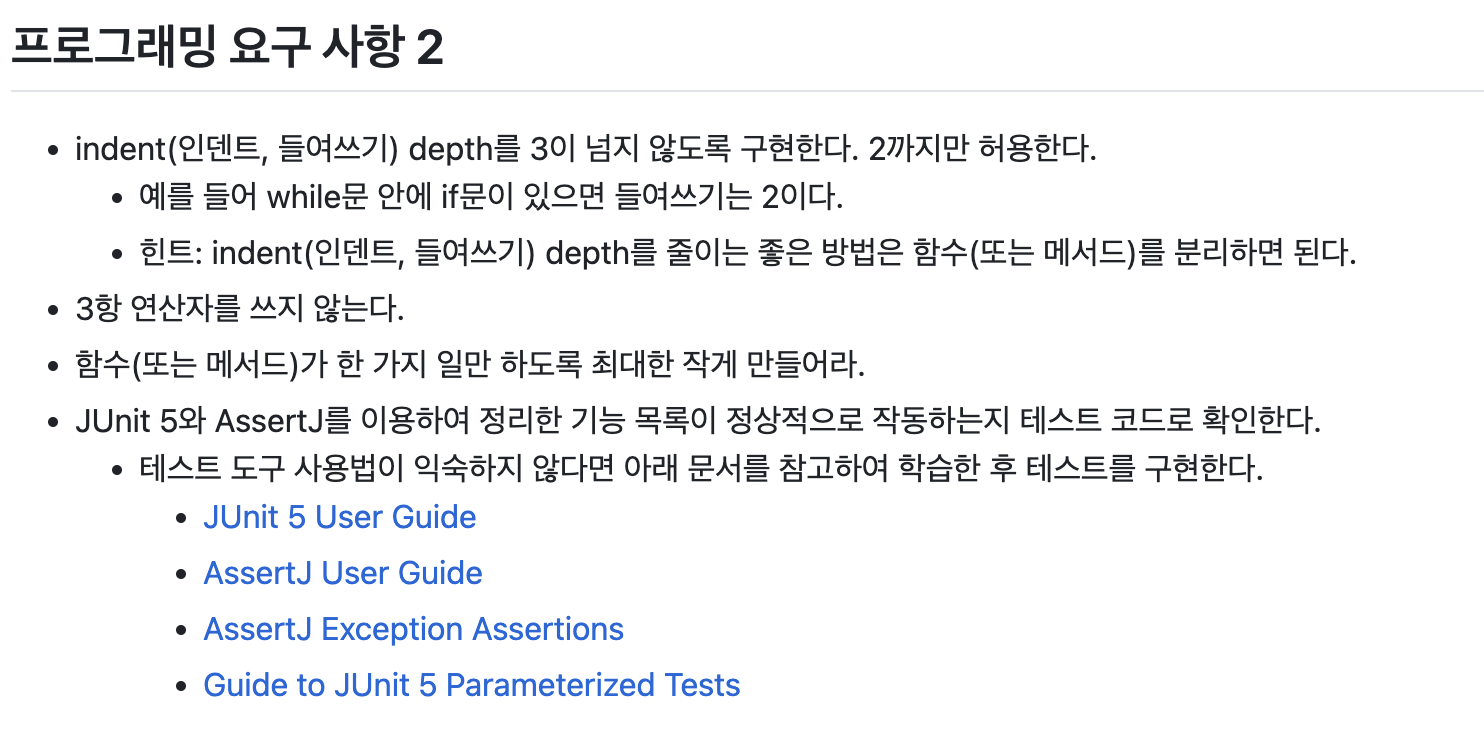 프로그래밍 요구 사항 2
indent(인덴트, 들여쓰기) depth를 3이 넘지 않도록 구현한다. 2까지만 허용한다.
예를 들어 while문 안에 if문이 있으면 들여쓰기는 2이다.
힌트: indent(인덴트, 들여쓰기) depth를 줄이는 좋은 방법은 함수(또는 메서드)를 분리하면 된다.
3항 연산자를 쓰지 않는다.
함수(또는 메서드)가 한 가지 일만 하도록 최대한 작게 만들어라.
JUnit 5와 AssertJ를 이용하여 정리한 기능 목록이 정상적으로 작동하는지 테스트 코드로 확인한다.
테스트 도구 사용법이 익숙하지 않다면 아래 문서를 참고하여 학습한 후 테스트를 구현한다.
JUnit 5 User Guide
AssertJ User Guide
AssertJ Exception Assertions
Guide to JUnit 5 Parameterized Tests